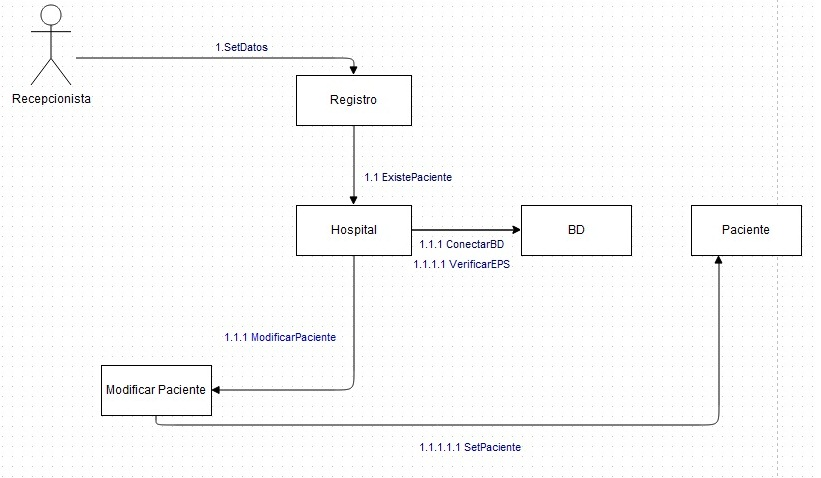 1.SetDatos
Recepcionista
Registro
1.1 ExistePaciente
Hospital
BD
Paciente
1.1.1 ConectarBD
1.1.1.1 VerificarEPS
1.1.1 ModificarPaciente
Modificar Paciente
1.1.1.1.1 SetPaciente